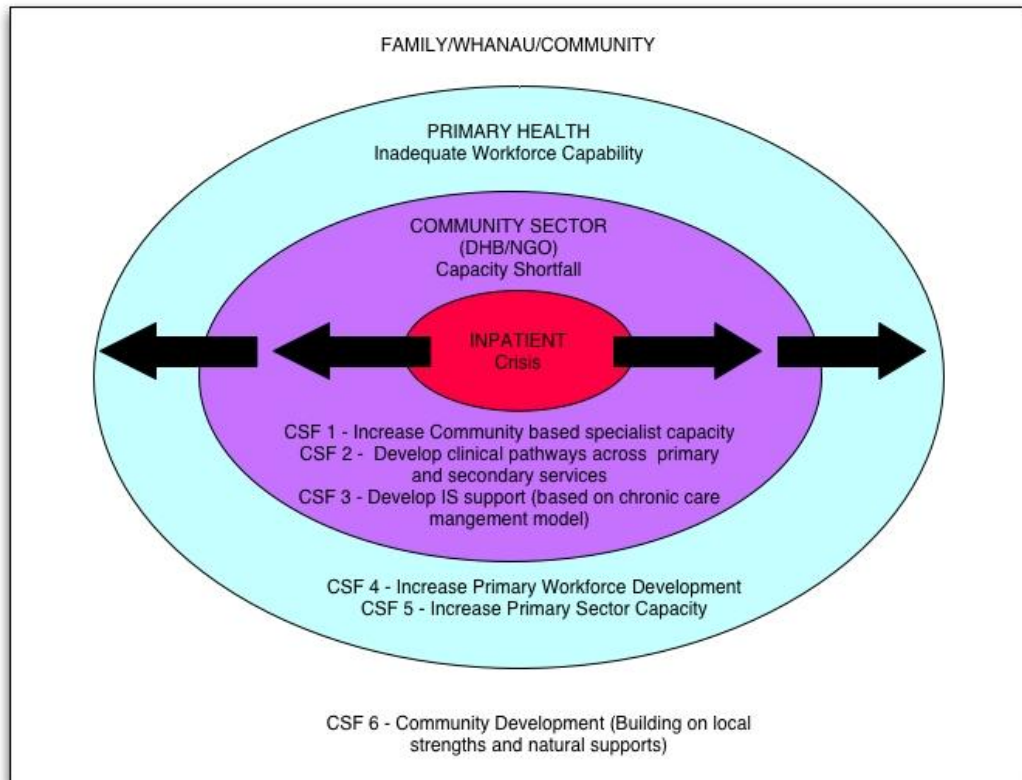 FAMILY/WHANAU/COMMUNITY
PRIMARY HEALTH
Inadequate Workforce Capability
COMMUNITY SECTOR
(DHB/NGO)
Capacity Shortfall
INPATIENT
Crisis
CSF 1 - Increase Community based specialist capacity
CSF 2 - Develop clinical pathways across primary
and secondary services
CSF 3 - Develop IS support (based on chronic care
mangement model)
CSF 4 - Increase Primary Workforce Development
CSF 5 - Increase Primary Sector Capacity
CSF 6 - Community Development (Building on local
strengths and natural supports)